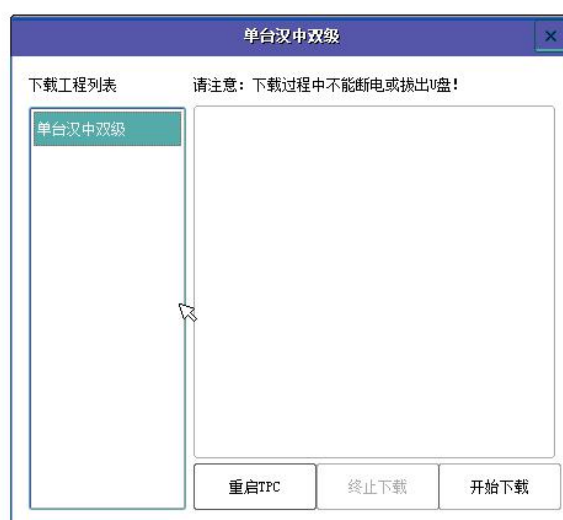 单台汉中双级
下载工程列表
请注意：下载过程中不能断电或拔出U盘！
单台汉中双级
重启TPC
终止下载
开始下载